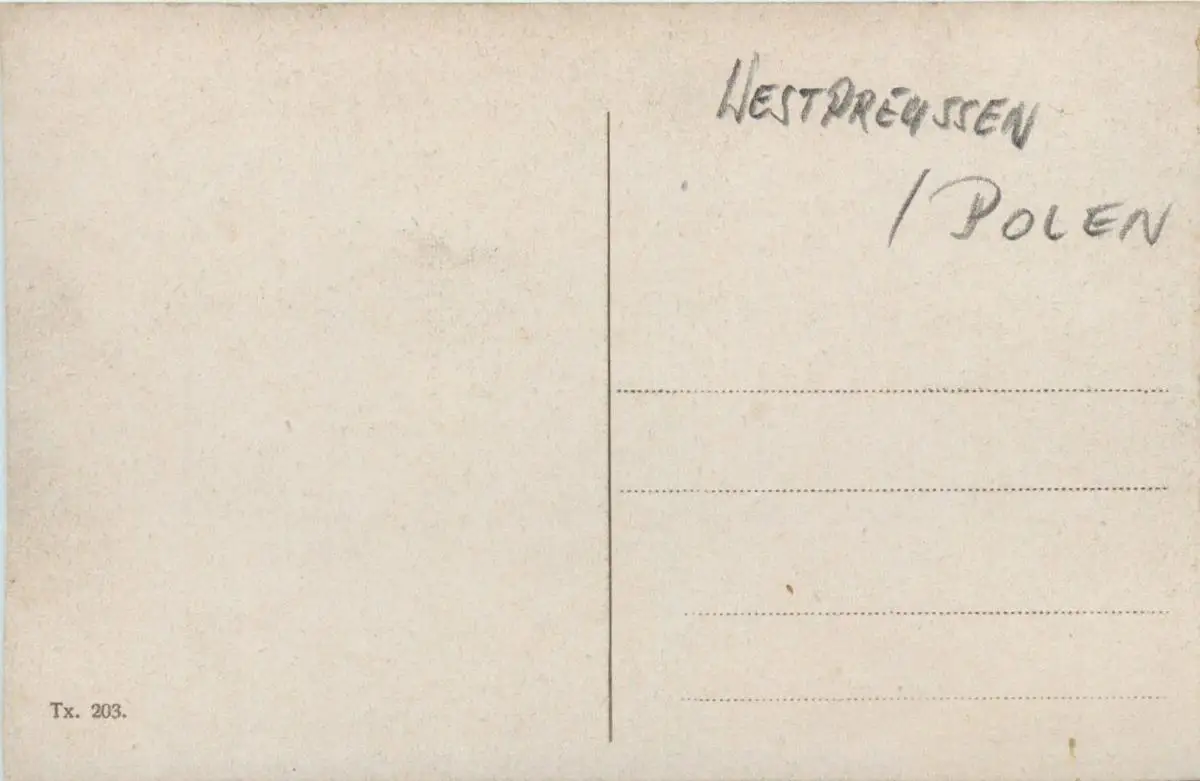 WESTPREUSSEN
/ POLEN
Tx. 203.